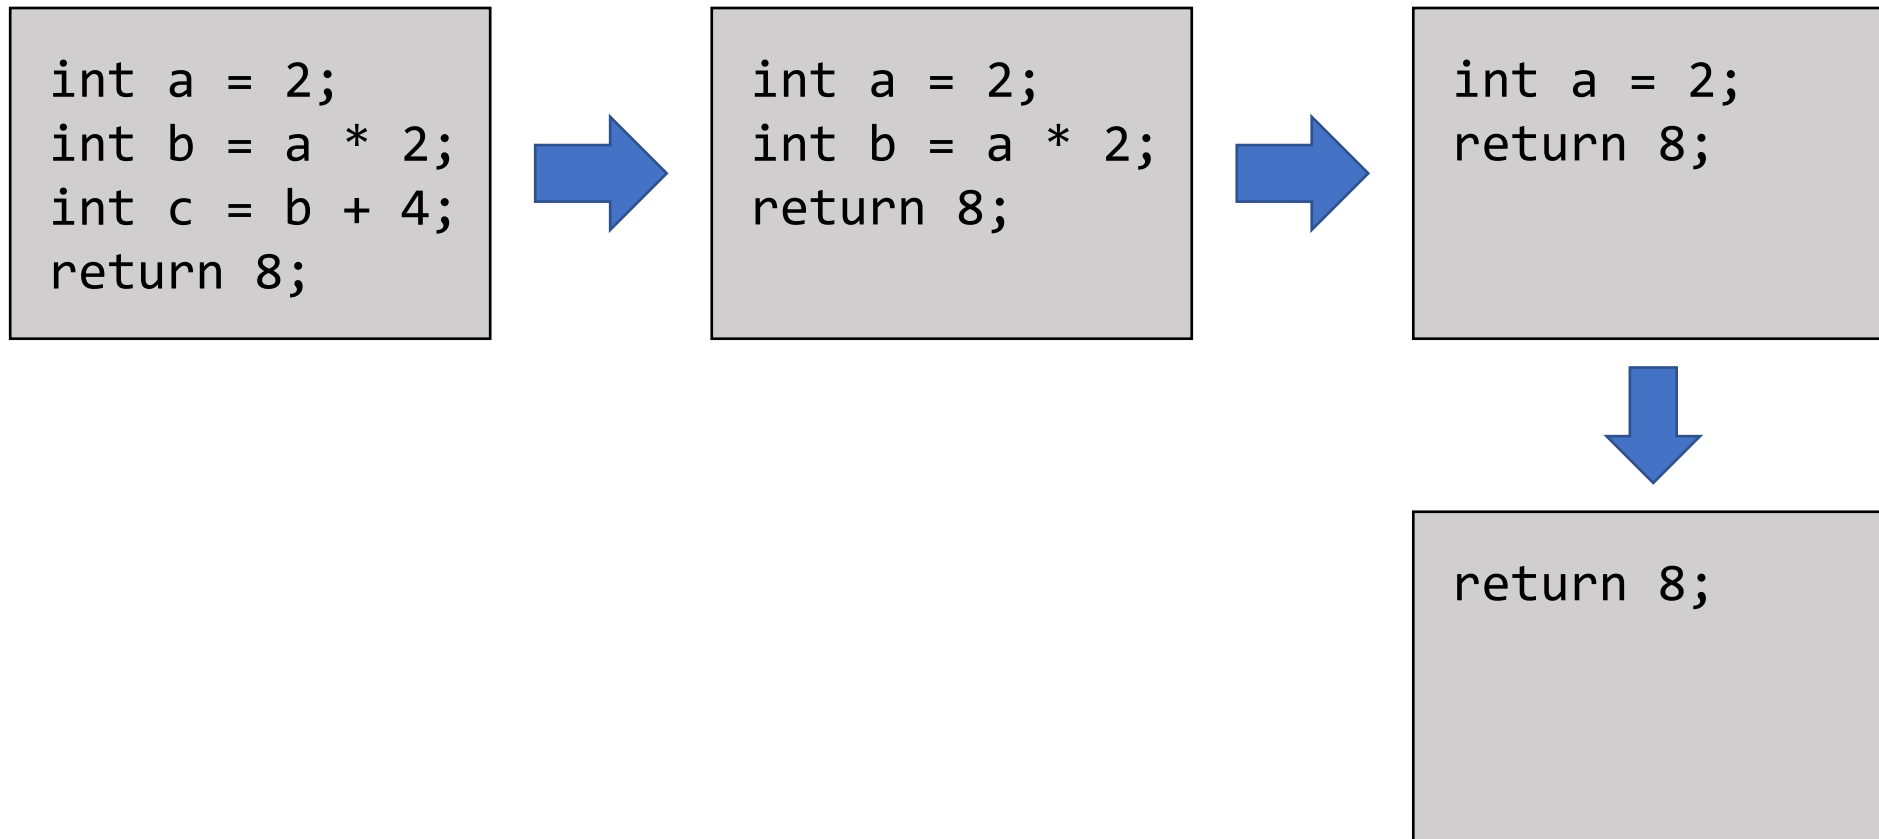 int a = 2;
int b = a * 2;
int c = b + 4;
return 8;
int a = 2;
int b = a * 2;
return 8;
int a = 2;
return 8;
return 8;